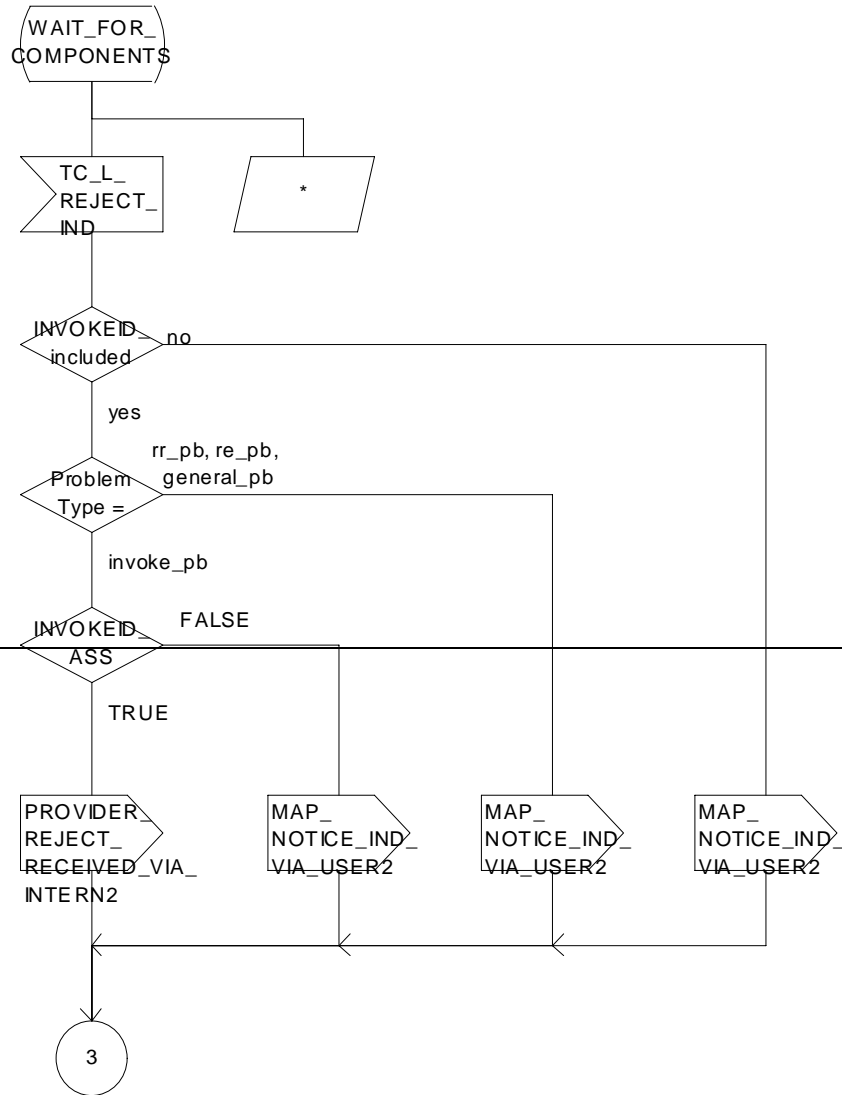 WAIT_FOR_
COMPONENTS
TC_L_
REJECT_
IND
*
INVOKEID_
included
no
yes
rr_pb, re_pb,
general_pb
Problem
Type =
invoke_pb
FALSE
INVOKEID_
ASS
TRUE
PROVIDER_
REJECT_
RECEIVED_VIA_
INTERN2
MAP_
NOTICE_IND_
VIA_USER2
MAP_
NOTICE_IND_
VIA_USER2
MAP_
NOTICE_IND_
VIA_USER2
3